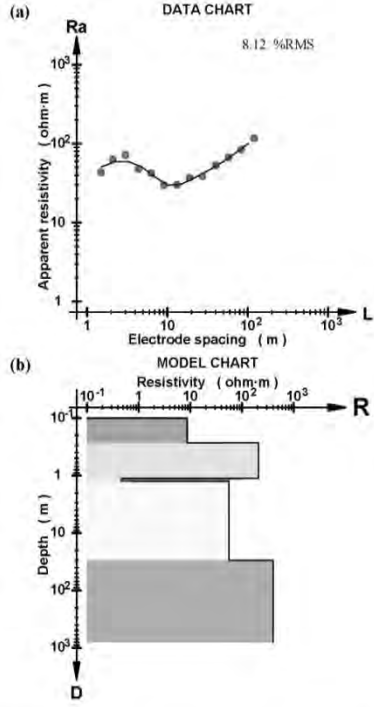 (a)
DATA CHART
Ra
8.12 %RMS
Apparent resistivity ( ohm·m )
10³
10²
10
1
1 10 10² 10³
L
Electrode spacing ( m )
(b)
MODEL CHART
Resistivity ( ohm·m )
10⁻¹ 1 10 10² 10³
R
Depth ( m )
10⁻¹
1
10
10²
10³
D